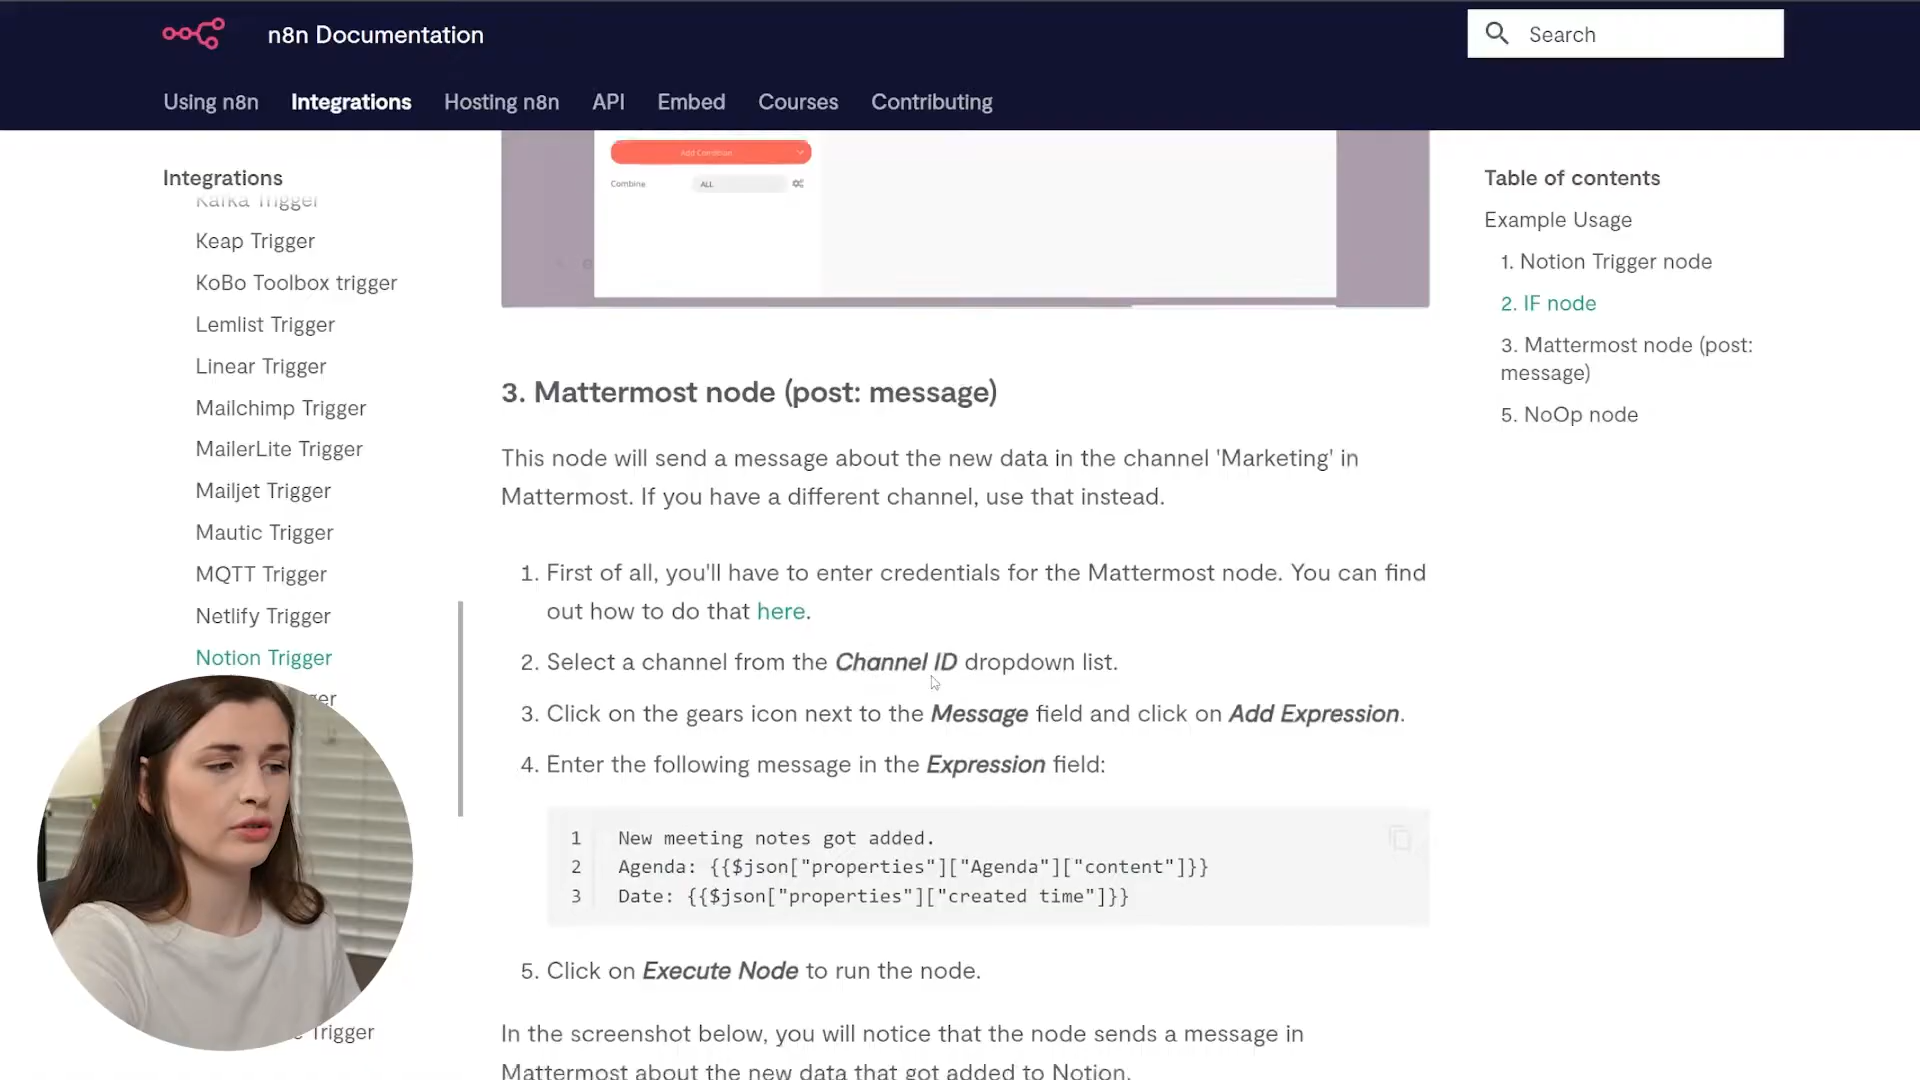 n8n Documentation
Search
Using n8n Integrations Hosting n8n API Embed Courses Contributing
Integrations
Kafka Trigger
Keap Trigger
KoBo Toolbox trigger
Lemlist Trigger
Linear Trigger
Mailchimp Trigger
MailerLite Trigger
Mailjet Trigger
Mautic Trigger
MQTT Trigger
Netlify Trigger
Notion Trigger
Trigger
Add Condition
Combine ALL
3. Mattermost node (post: message)
This node will send a message about the new data in the channel 'Marketing' in
Mattermost. If you have a different channel, use that instead.
1. First of all, you'll have to enter credentials for the Mattermost node. You can find
out how to do that here.
2. Select a channel from the Channel ID dropdown list.
3. Click on the gears icon next to the Message field and click on Add Expression.
4. Enter the following message in the Expression field:
1 New meeting notes got added.
2 Agenda: {{$json["properties"]["Agenda"]["content"]}}
3 Date: {{$json["properties"]["created time"]}}
5. Click on Execute Node to run the node.
In the screenshot below, you will notice that the node sends a message in
Mattermost about the new data that got added to Notion.
Table of contents
Example Usage
1. Notion Trigger node
2. IF node
3. Mattermost node (post:
message)
5. NoOp node